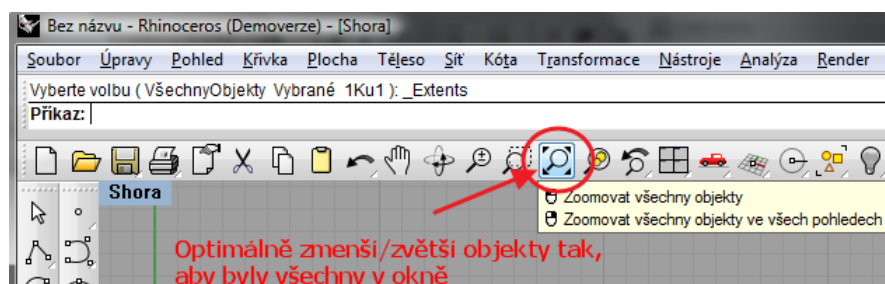 Bez názvu - Rhinoceros (Demoverze) - [Shora]
Soubor Úpravy Pohled Křivka Plocha Těleso Síť Kóta Transformace Nástroje Analýza Render
Vyberte volbu ( VšechnyObjekty Vybrané 1Ku1 ): _Extents
Příkaz:
Shora
Zoomovat všechny objekty
Zoomovat všechny objekty ve všech pohledech
Optimálně zmenší/zvětší objekty tak,
aby byly všechny v okně